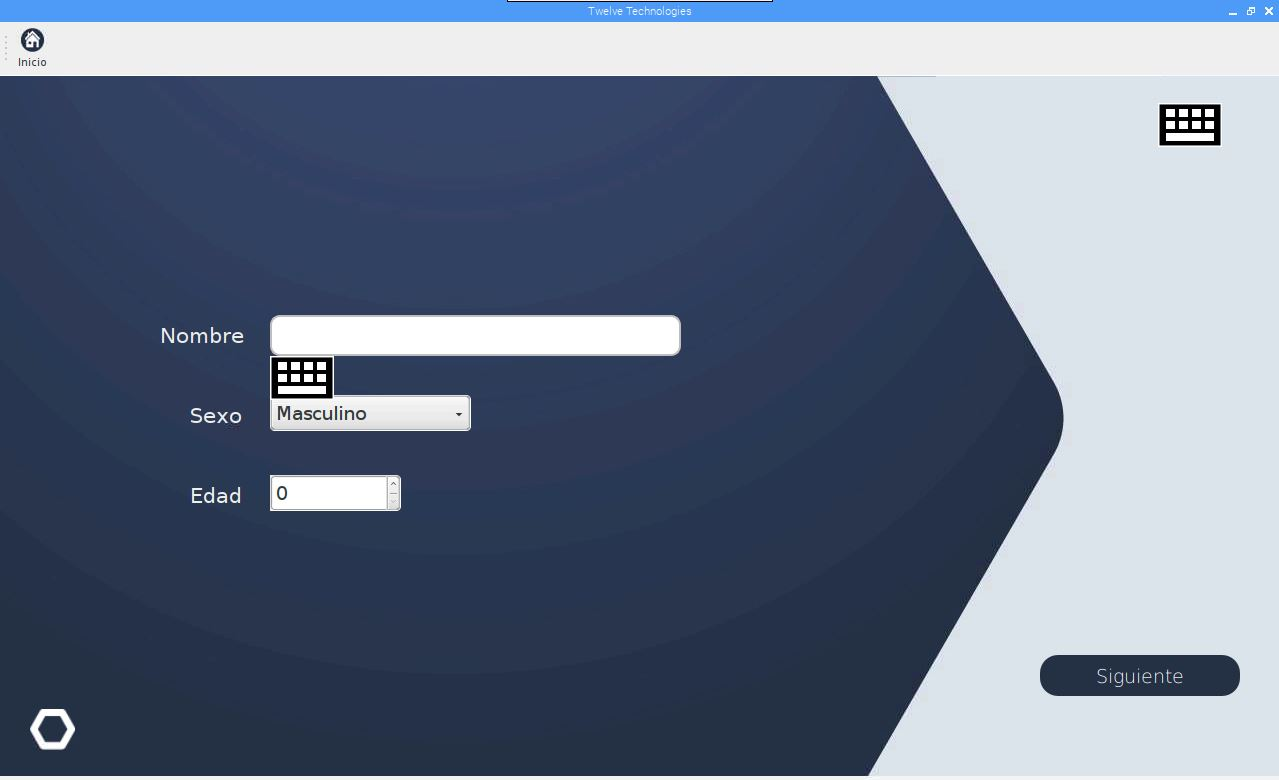 Twelve Technologies
Inicio
Nombre
Sexo
Masculino
Edad
0
Siguiente